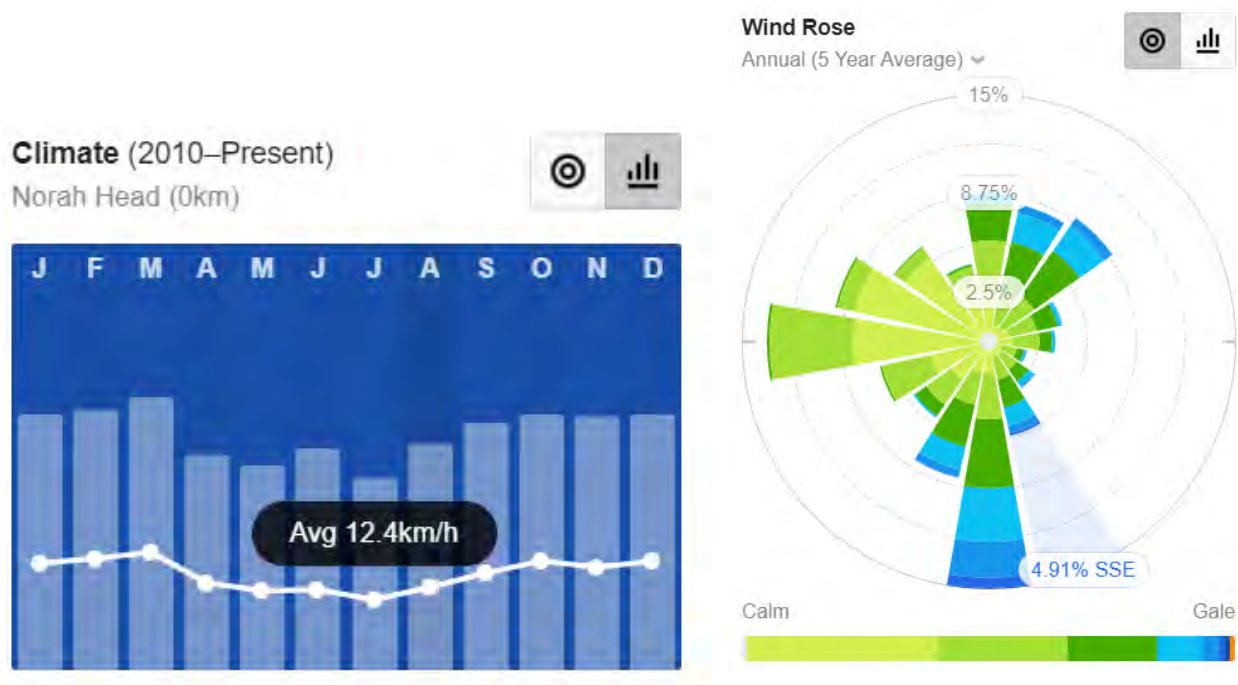 Climate (2010–Present)
Norah Head (0km)
J F M A M J J A S O N D
Avg 12.4km/h
Wind Rose
Annual (5 Year Average)
15%
8.75%
2.5%
4.91% SSE
Calm
Gale